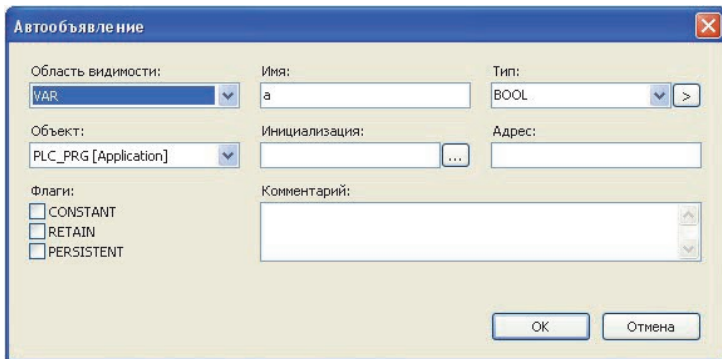 Автообъявление
Область видимости: Имя: Тип:
VAR a BOOL >
Объект: Инициализация: Адрес:
PLC_PRG [Application] ...
Флаги: Комментарий:
CONSTANT
RETAIN
PERSISTENT
OK Отмена